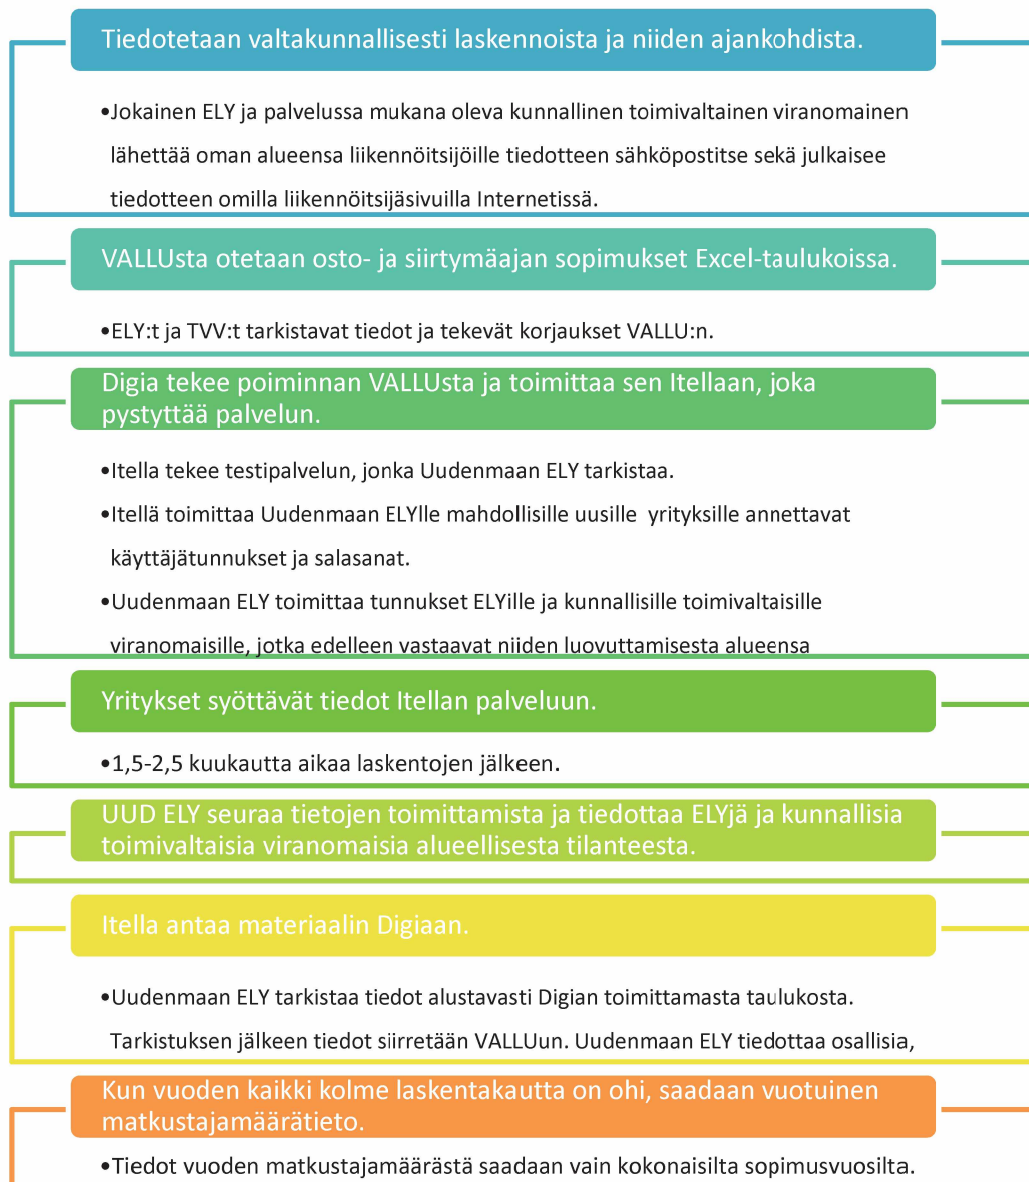 Tiedotetaan valtakunnallisesti laskennoista ja niiden ajankohdista.
•Jokainen ELY ja palvelussa mukana oleva kunnallinen toimivaltainen viranomainen
lähettää oman alueensa liikennöitsijöille tiedotteen sähköpostitse sekä julkaisee
tiedotteen omilla liikennöitsijäsivuilla Internetissä.
VALLUsta otetaan osto- ja siirtymäajan sopimukset Excel-taulukoissa.
•ELY:t ja TVV:t tarkistavat tiedot ja tekevät korjaukset VALLU:n.
Digia tekee poiminnan VALLUsta ja toimittaa sen Itellaan, joka
pystyttää palvelun.
•Itella tekee testipalvelun, jonka Uudenmaan ELY tarkistaa.
•Itellä toimittaa Uudenmaan ELYlle mahdollisille uusille  yrityksille annettavat
käyttäjätunnukset ja salasanat.
•Uudenmaan ELY toimittaa tunnukset ELYille ja kunnallisille toimivaltaisille
viranomaisille, jotka edelleen vastaavat niiden luovuttamisesta alueensa
Yritykset syöttävät tiedot Itellan palveluun.
•1,5-2,5 kuukautta aikaa laskentojen jälkeen.
UUD ELY seuraa tietojen toimittamista ja tiedottaa ELYjä ja kunnallisia
toimivaltaisia viranomaisia alueellisesta tilanteesta.
Itella antaa materiaalin Digiaan.
•Uudenmaan ELY tarkistaa tiedot alustavasti Digian toimittamasta taulukosta.
Tarkistuksen jälkeen tiedot siirretään VALLUun. Uudenmaan ELY tiedottaa osallisia,
Kun vuoden kaikki kolme laskentakautta on ohi, saadaan vuotuinen
matkustajamäärätieto.
•Tiedot vuoden matkustajamäärästä saadaan vain kokonaisilta sopimusvuosilta.